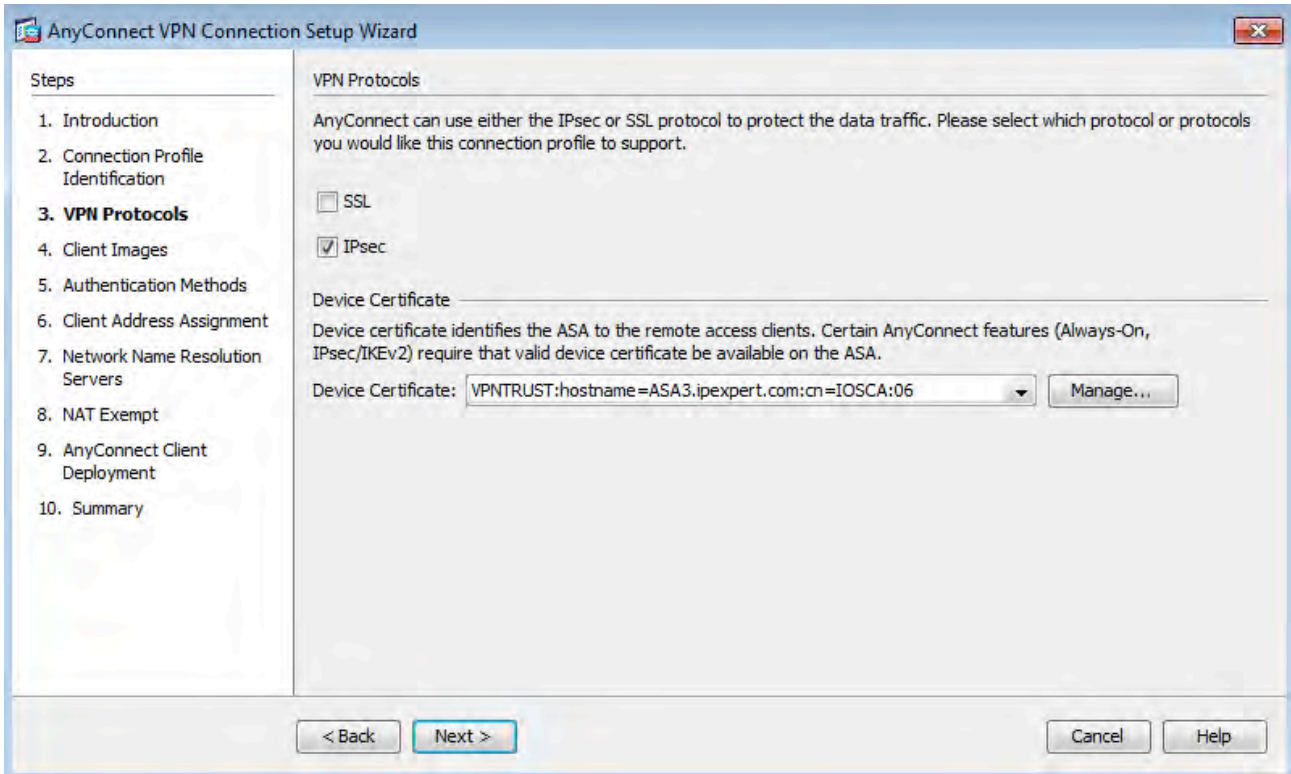 AnyConnect VPN Connection Setup Wizard
Steps
1. Introduction
2. Connection Profile
Identification
3. VPN Protocols
4. Client Images
5. Authentication Methods
6. Client Address Assignment
7. Network Name Resolution
Servers
8. NAT Exempt
9. AnyConnect Client
Deployment
10. Summary
VPN Protocols
AnyConnect can use either the IPsec or SSL protocol to protect the data traffic. Please select which protocol or protocols
you would like this connection profile to support.
SSL
IPsec
Device Certificate
Device certificate identifies the ASA to the remote access clients. Certain AnyConnect features (Always-On,
IPsec/IKEv2) require that valid device certificate be available on the ASA.
Device Certificate: VPNTRUST:hostname=ASA3.ipexpert.com:cn=IOSCA:06 Manage...
< Back Next > Cancel Help